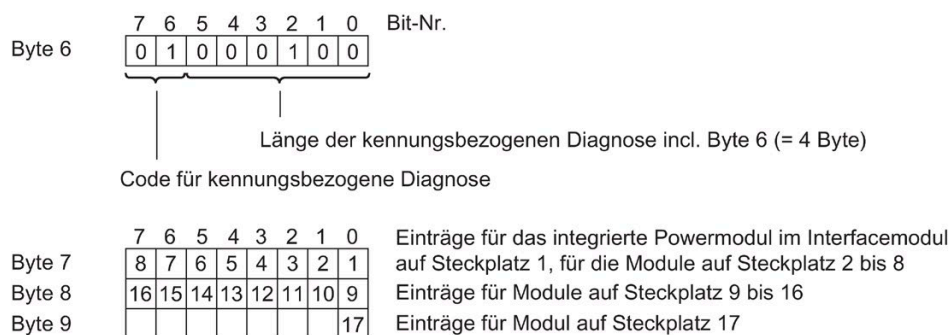 7 6 5 4 3 2 1 0 Bit-Nr.
Byte 6 0 1 0 0 0 1 0 0
Länge der kennungsbezogenen Diagnose incl. Byte 6 (= 4 Byte)
Code für kennungsbezogene Diagnose
7 6 5 4 3 2 1 0 Einträge für das integrierte Powermodul im Interfacemodul
Byte 7 8 7 6 5 4 3 2 1 auf Steckplatz 1, für die Module auf Steckplatz 2 bis 8
Byte 8 16 15 14 13 12 11 10 9 Einträge für Module auf Steckplatz 9 bis 16
Byte 9 17 Einträge für Modul auf Steckplatz 17